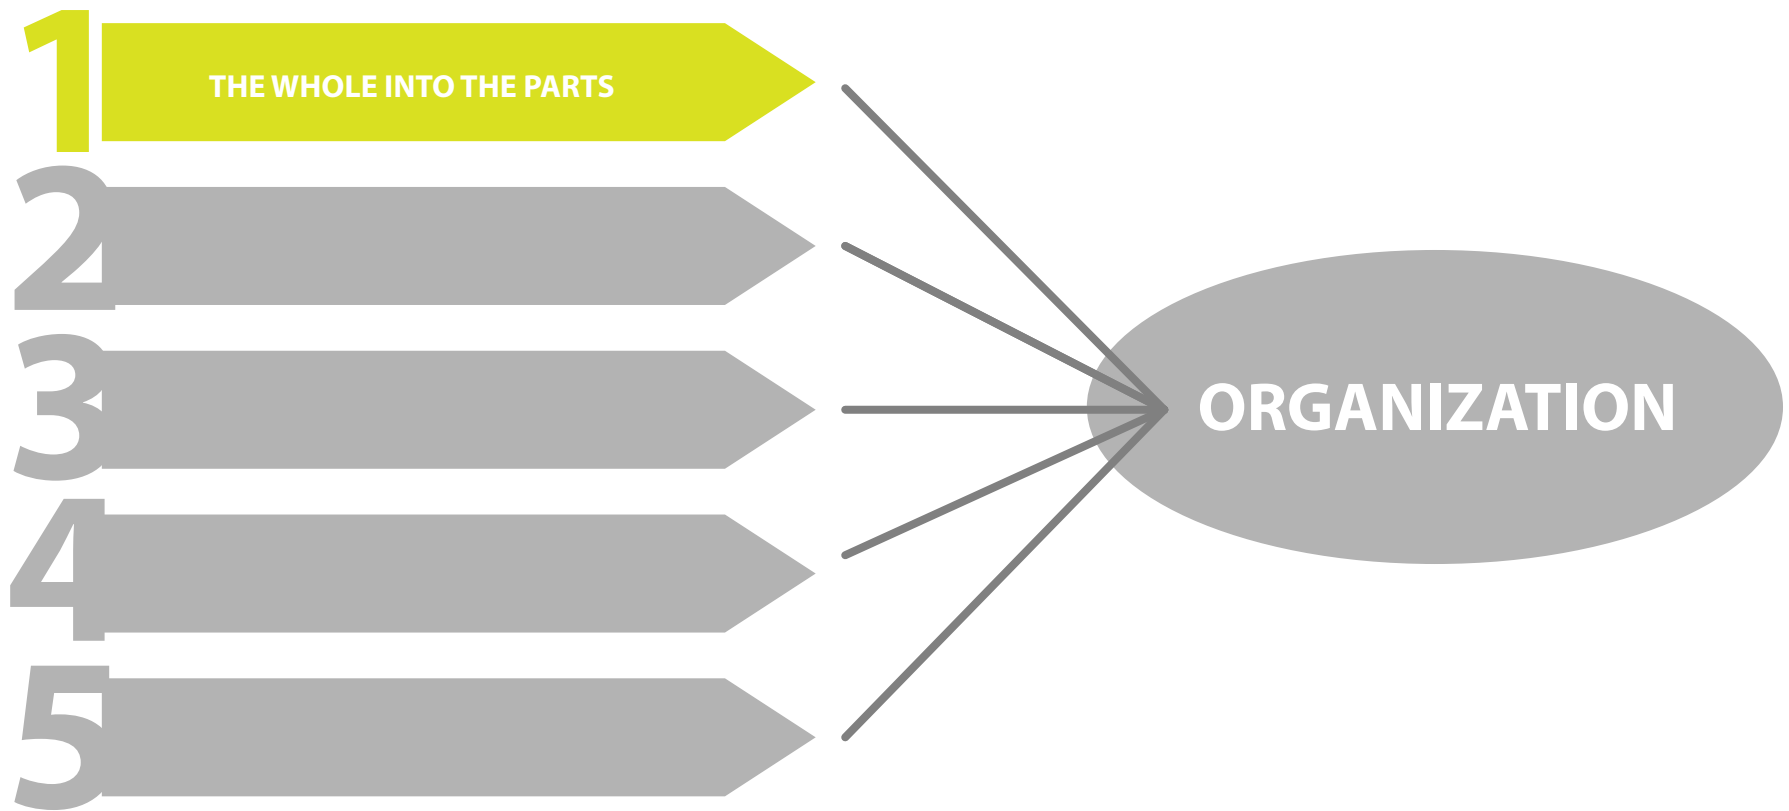 1
THE WHOLE INTO THE PARTS
2
3
ORGANIZATION
4
5